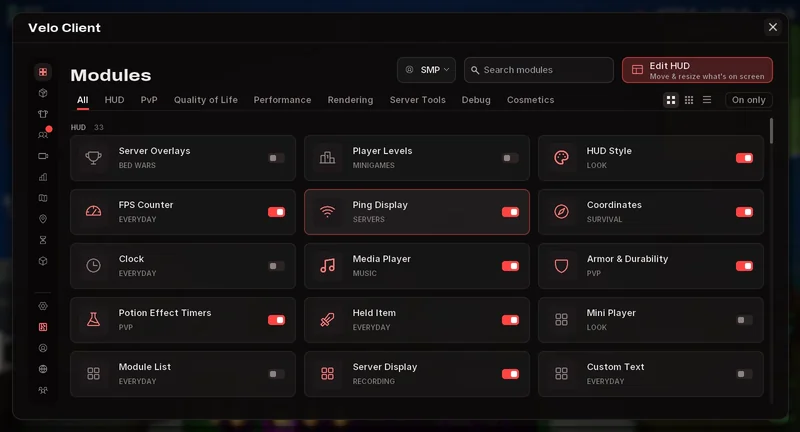 Velo Client
Modules
SMP
Search modules
Edit HUD
Move & resize what's on screen
All HUD PvP Quality of Life Performance Rendering Server Tools Debug Cosmetics
On only
HUD 33
Server Overlays
BED WARS
Player Levels
MINIGAMES
HUD Style
LOOK
FPS Counter
EVERYDAY
Ping Display
SERVERS
Coordinates
SURVIVAL
Clock
EVERYDAY
Media Player
MUSIC
Armor & Durability
PVP
Potion Effect Timers
PVP
Held Item
EVERYDAY
Mini Player
LOOK
Module List
EVERYDAY
Server Display
RECORDING
Custom Text
EVERYDAY